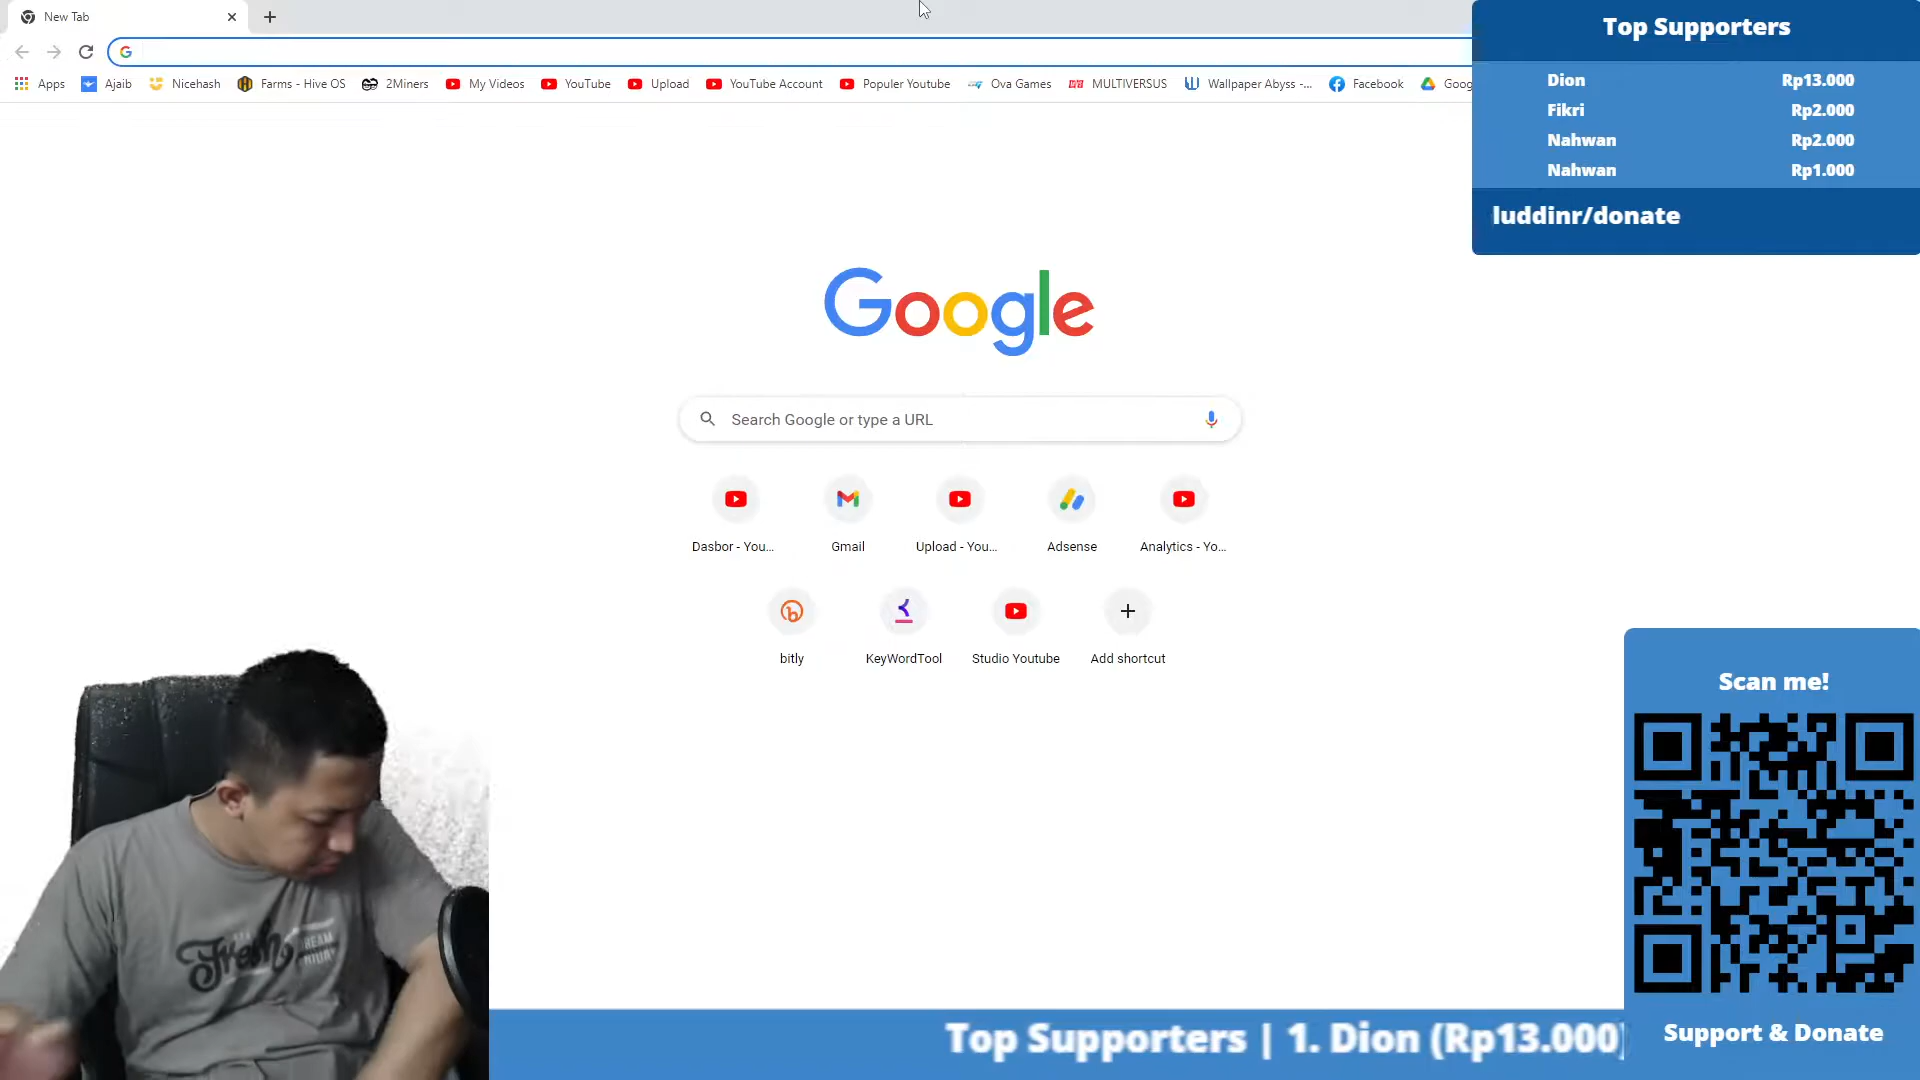 New Tab
Apps Ajaib Nicehash Farms - Hive OS 2Miners My Videos YouTube Upload YouTube Account Populer Youtube Ova Games MULTIVERSUS Wallpaper Abyss -... Facebook Goog
Top Supporters
Dion Rp13.000
Fikri Rp2.000
Nahwan Rp2.000
Nahwan Rp1.000
luddinr/donate
Google
Search Google or type a URL
Dasbor - You... Gmail Upload - You... Adsense Analytics - Yo...
bitly KeyWordTool Studio Youtube Add shortcut
Scan me!
Fresh
Support & Donate
Top Supporters | 1. Dion (Rp13.000)